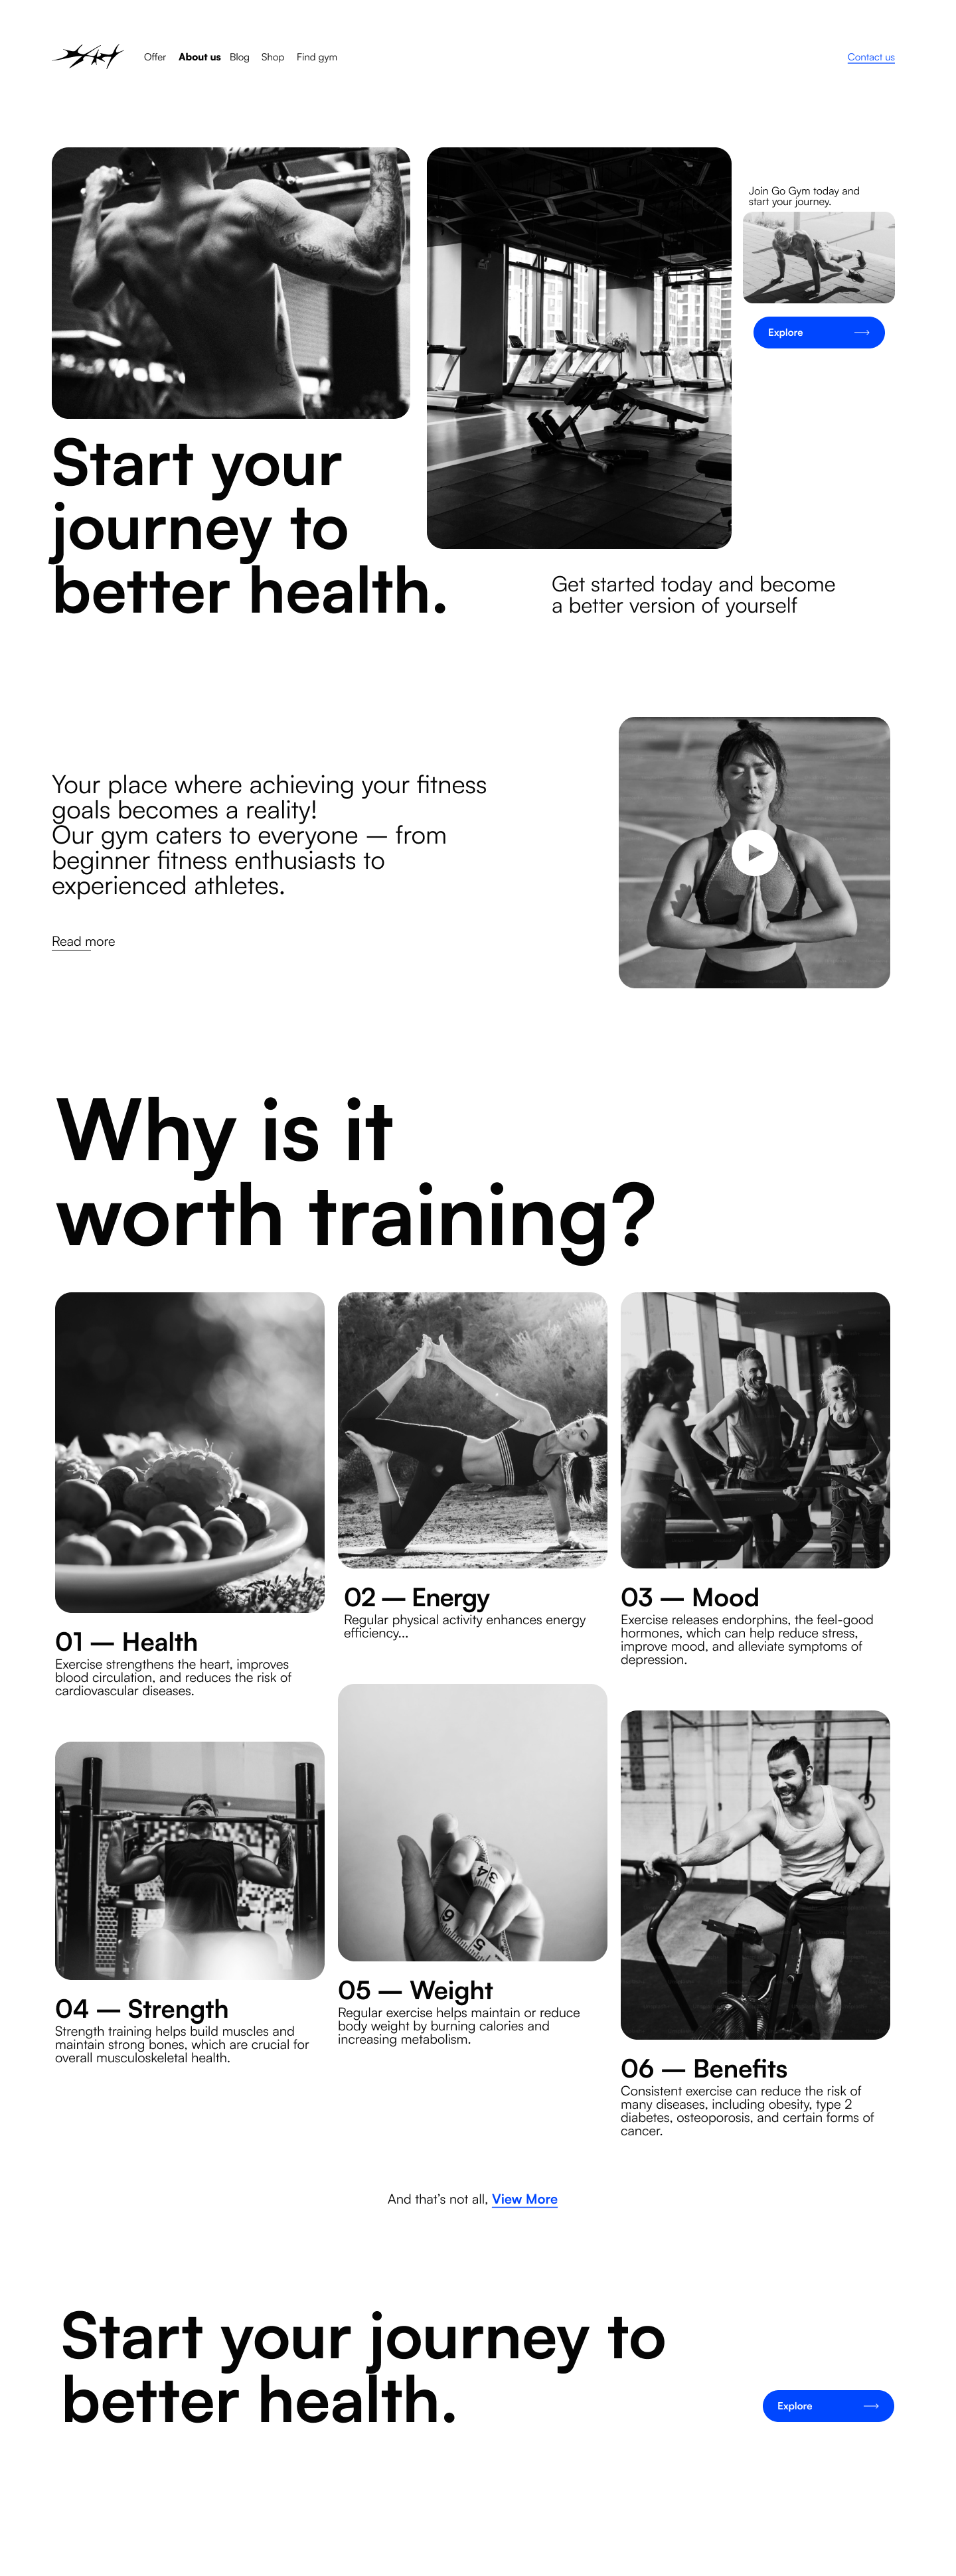 Offer
About us
Blog
Shop
Find gym
Contact us
Join Go Gym today and
start your journey.
Explore
Start your
journey to
better health.
Get started today and become
a better version of yourself
Your place where achieving your fitness
goals becomes a reality!
Our gym caters to everyone — from
beginner fitness enthusiasts to
experienced athletes.
Read more
Why is it
worth training?
01 — Health
Exercise strengthens the heart, improves
blood circulation, and reduces the risk of
cardiovascular diseases.
02 — Energy
Regular physical activity enhances energy
efficiency...
03 — Mood
Exercise releases endorphins, the feel-good
hormones, which can help reduce stress,
improve mood, and alleviate symptoms of
depression.
04 — Strength
Strength training helps build muscles and
maintain strong bones, which are crucial for
overall musculoskeletal health.
34
6
5
05 — Weight
Regular exercise helps maintain or reduce
body weight by burning calories and
increasing metabolism.
06 — Benefits
Consistent exercise can reduce the risk of
many diseases, including obesity, type 2
diabetes, osteoporosis, and certain forms of
cancer.
And that’s not all, View More
Start your journey to
better health.
Explore